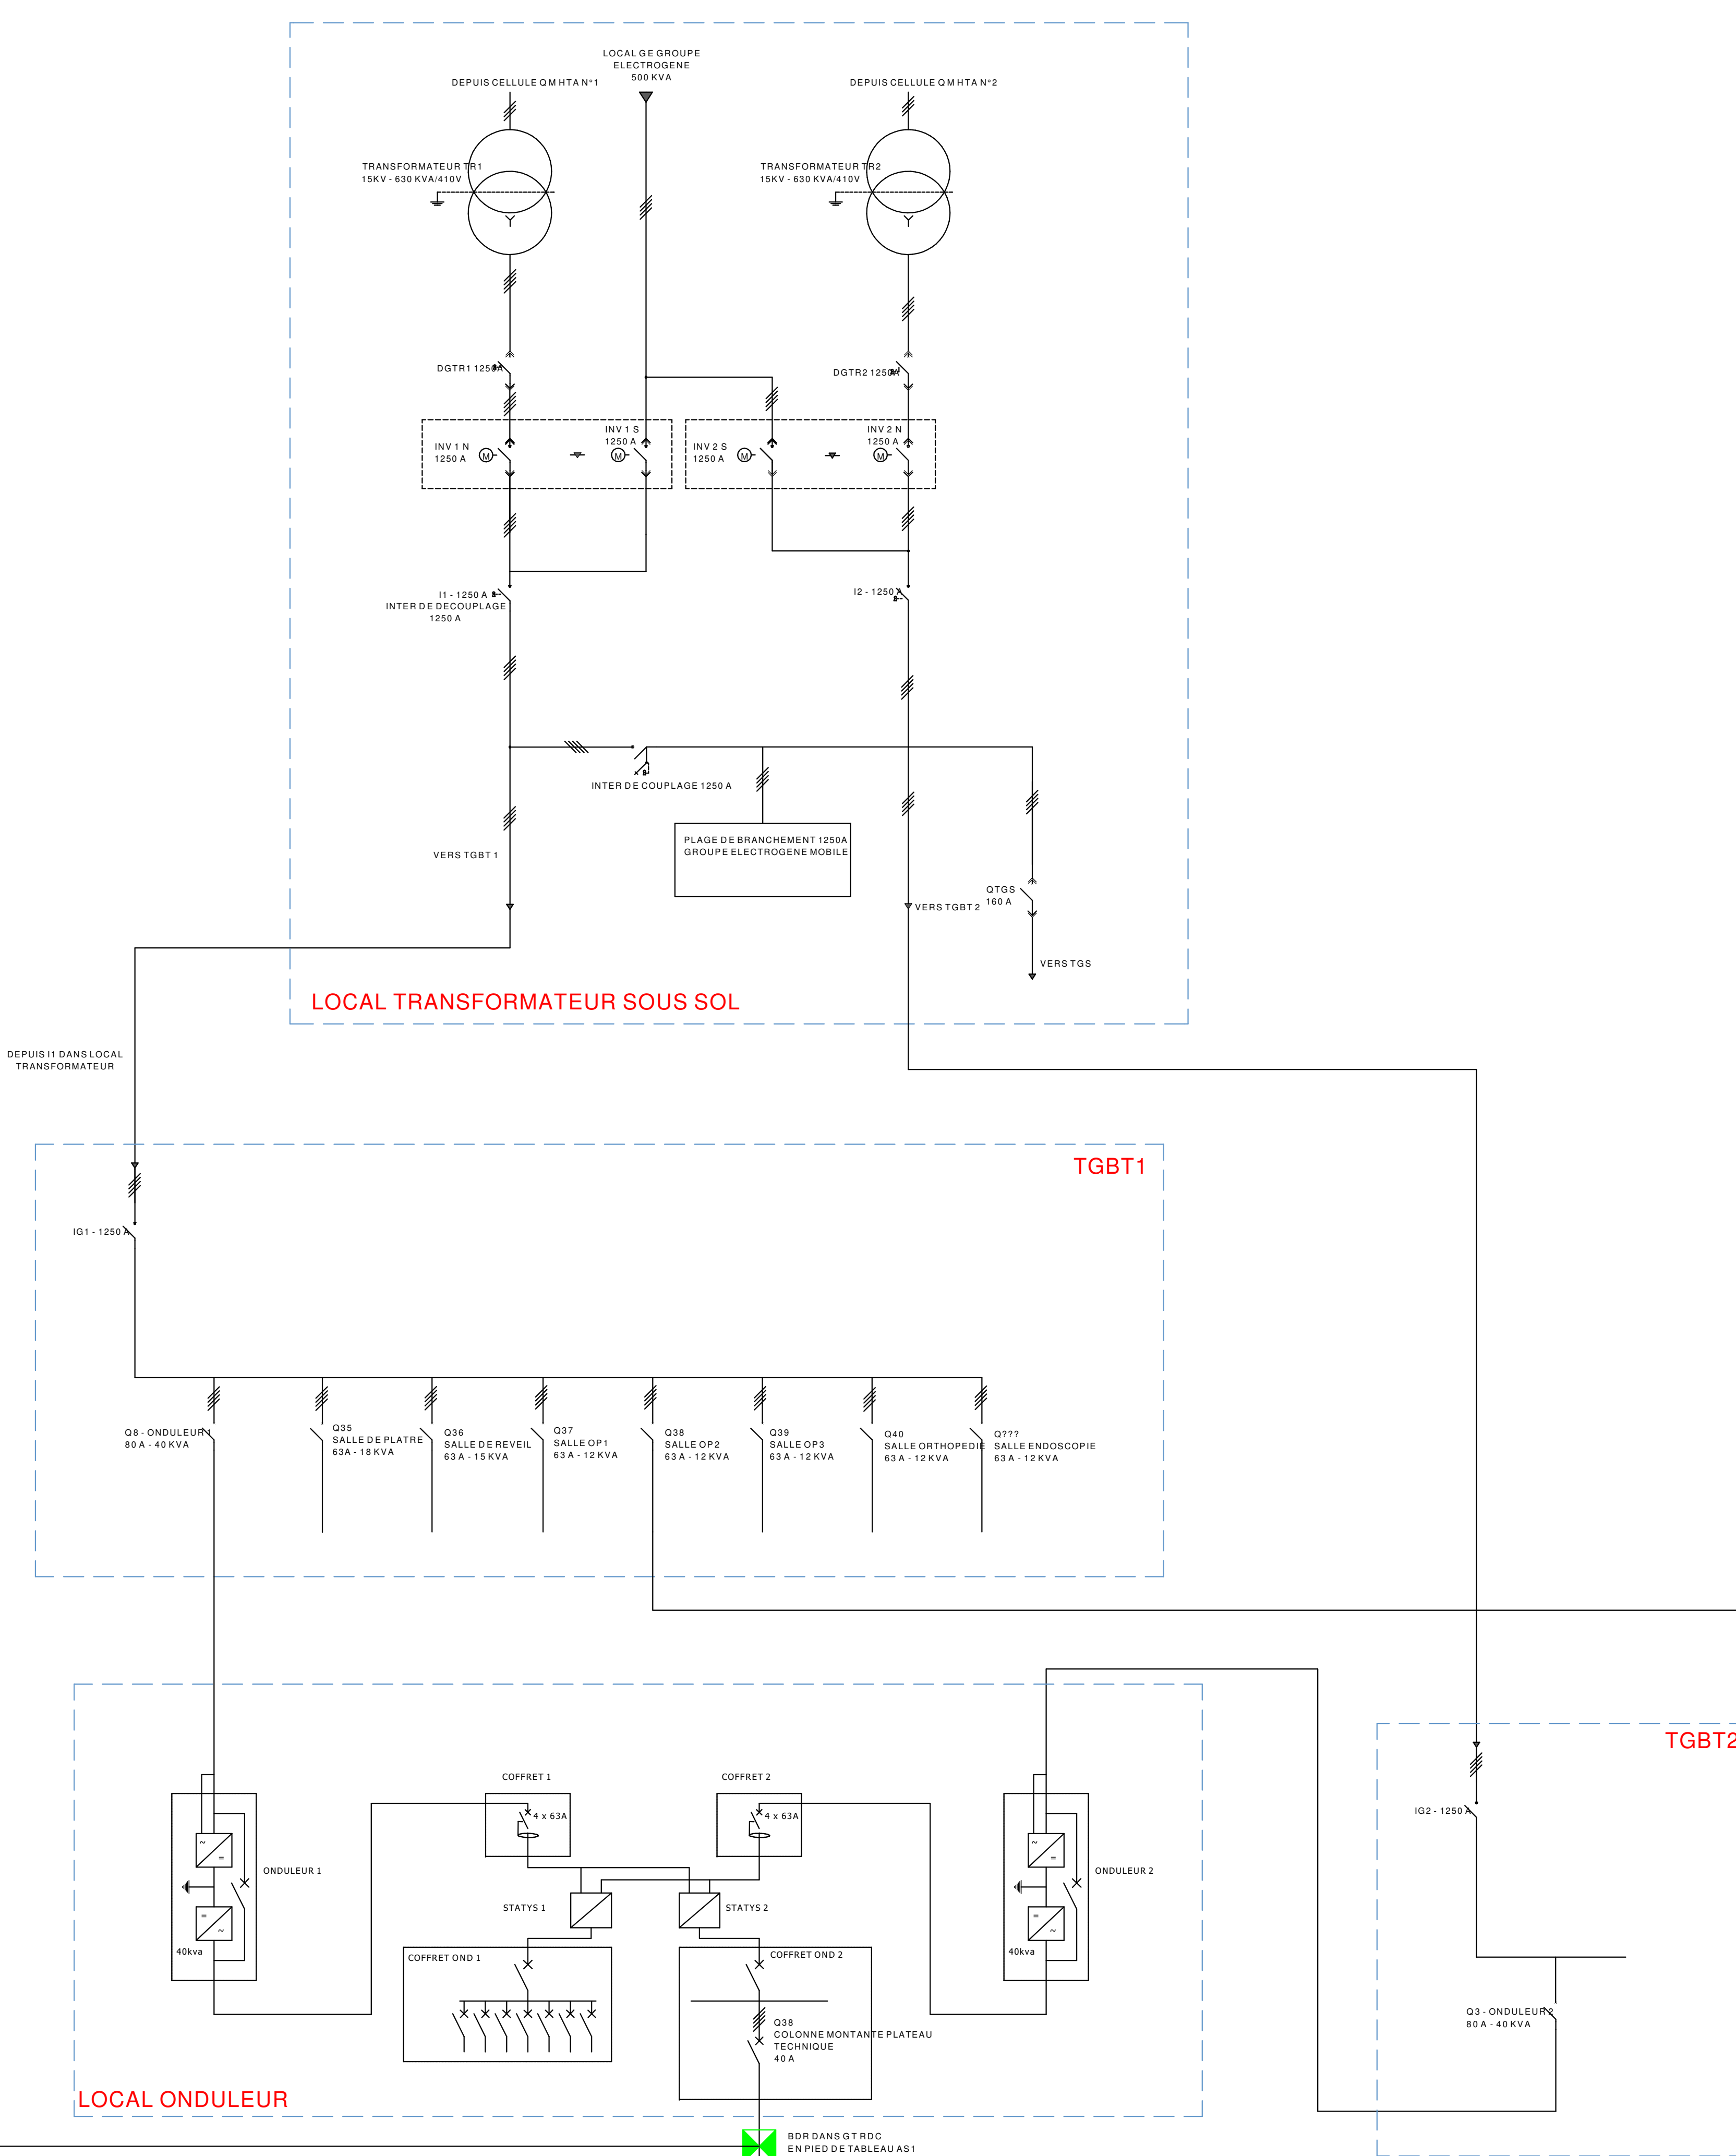 LOCAL GE GROUPE
ELECTROGENE
500 KVA
DEPUIS CELLULE QM HTA N°1
DEPUIS CELLULE QM HTA N°2
TRANSFORMATEUR TR1
15KV - 630 KVA/410V
TRANSFORMATEUR TR2
15KV - 630 KVA/410V
DGTR1 1250A
DGTR2 1250A
INV 1 N
1250 A
M
INV 1 S
1250 A
M
INV 2 S
1250 A
M
INV 2 N
1250 A
M
I1 - 1250 A
INTER DE DECOUPLAGE
1250 A
I2 - 1250 A
INTER DE COUPLAGE 1250 A
PLAGE DE BRANCHEMENT 1250A
GROUPE ELECTROGENE MOBILE
VERS TGBT 1
VERS TGBT 2
QTGS
160 A
VERS TGS
LOCAL TRANSFORMATEUR SOUS SOL
DEPUIS I1 DANS LOCAL
TRANSFORMATEUR
TGBT1
IG1 - 1250 A
Q8 - ONDULEUR 1
80 A - 40 KVA
Q35
SALLE DE PLATRE
63A - 18 KVA
Q36
SALLE DE REVEIL
63 A - 15 KVA
Q37
SALLE OP1
63 A - 12 KVA
Q38
SALLE OP2
63 A - 12 KVA
Q39
SALLE OP3
63 A - 12 KVA
Q40
SALLE ORTHOPEDIE
63 A - 12 KVA
Q???
SALLE ENDOSCOPIE
63 A - 12 KVA
TGBT2
IG2 - 1250 A
Q3 - ONDULEUR 2
80 A - 40 KVA
COFFRET 1
4 x 63A
COFFRET 2
4 x 63A
~
=
ONDULEUR 1
=
~
40kva
~
=
ONDULEUR 2
=
~
40kva
STATYS 1
STATYS 2
COFFRET OND 1
COFFRET OND 2
Q38
COLONNE MONTANTE PLATEAU
TECHNIQUE
40 A
LOCAL ONDULEUR
BDR DANS GT RDC
EN PIED DE TABLEAU AS1